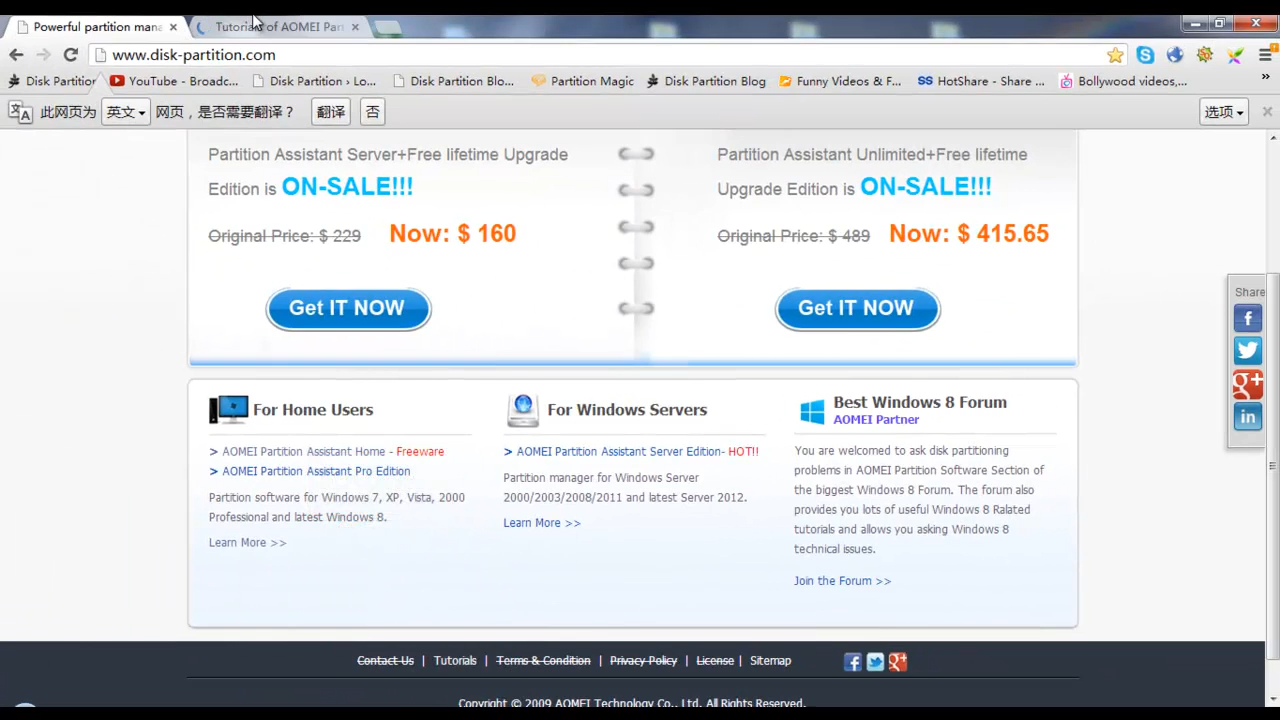 Powerful partition mana
Tutorials of AOMEI Part
www.disk-partition.com
Disk Partition
YouTube - Broadc...
Disk Partition › Lo...
Disk Partition Blo...
Partition Magic
Disk Partition Blog
Funny Videos & F...
HotShare - Share ...
Bollywood videos,...
此网页为 英文 网页，是否需要翻译？ 翻译 否 选项
Partition Assistant Server+Free lifetime Upgrade
Edition is ON-SALE!!!
Original Price: $ 229 Now: $ 160
Get IT NOW
Partition Assistant Unlimited+Free lifetime
Upgrade Edition is ON-SALE!!!
Original Price: $ 489 Now: $ 415.65
Get IT NOW
Share
For Home Users
> AOMEI Partition Assistant Home - Freeware
> AOMEI Partition Assistant Pro Edition
Partition software for Windows 7, XP, Vista, 2000
Professional and latest Windows 8.
Learn More >>
For Windows Servers
> AOMEI Partition Assistant Server Edition- HOT!!
Partition manager for Windows Server
2000/2003/2008/2011 and latest Server 2012.
Learn More >>
Best Windows 8 Forum
AOMEI Partner
You are welcomed to ask disk partitioning
problems in AOMEI Partition Software Section of
the biggest Windows 8 Forum. The forum also
provides you lots of useful Windows 8 Ralated
tutorials and allows you asking Windows 8
technical issues.
Join the Forum >>
Contact Us | Tutorials | Terms & Condition | Privacy Policy | License | Sitemap
Copyright © 2009 AOMEI Technology Co., Ltd. All Rights Reserved.